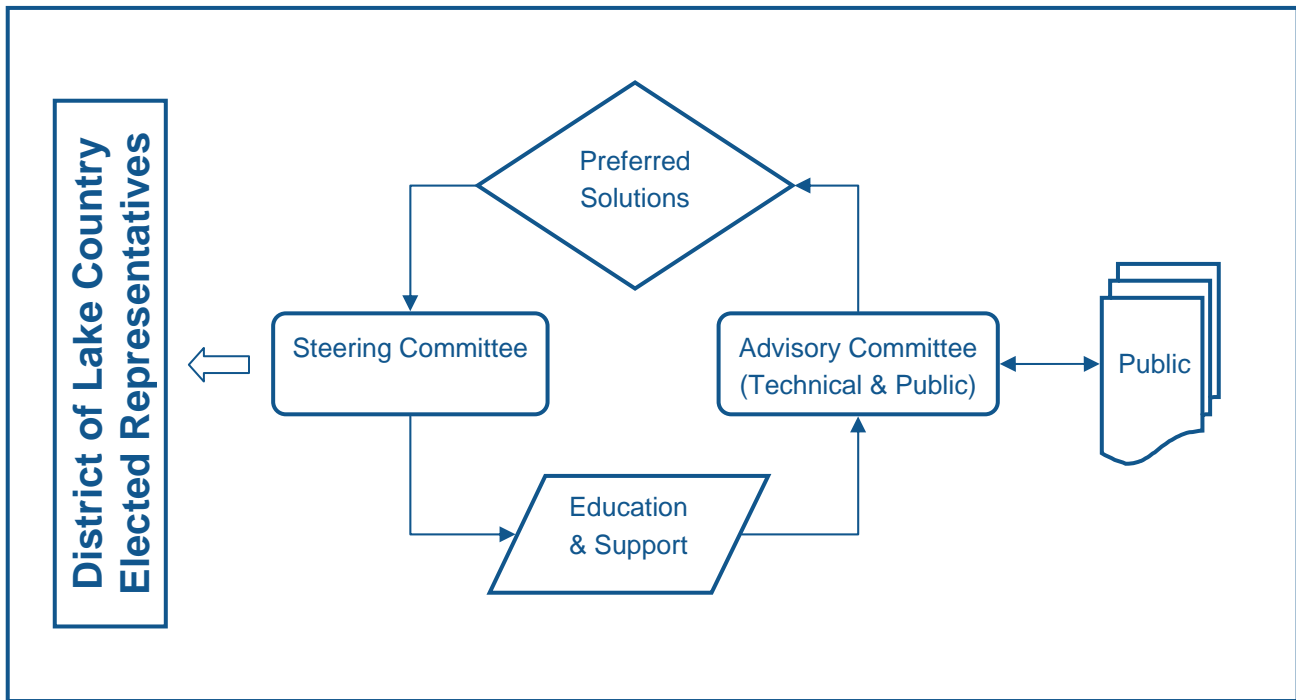 District of Lake Country
Elected Representatives
Preferred
Solutions
Steering Committee
Advisory Committee
(Technical & Public)
Public
Education
& Support